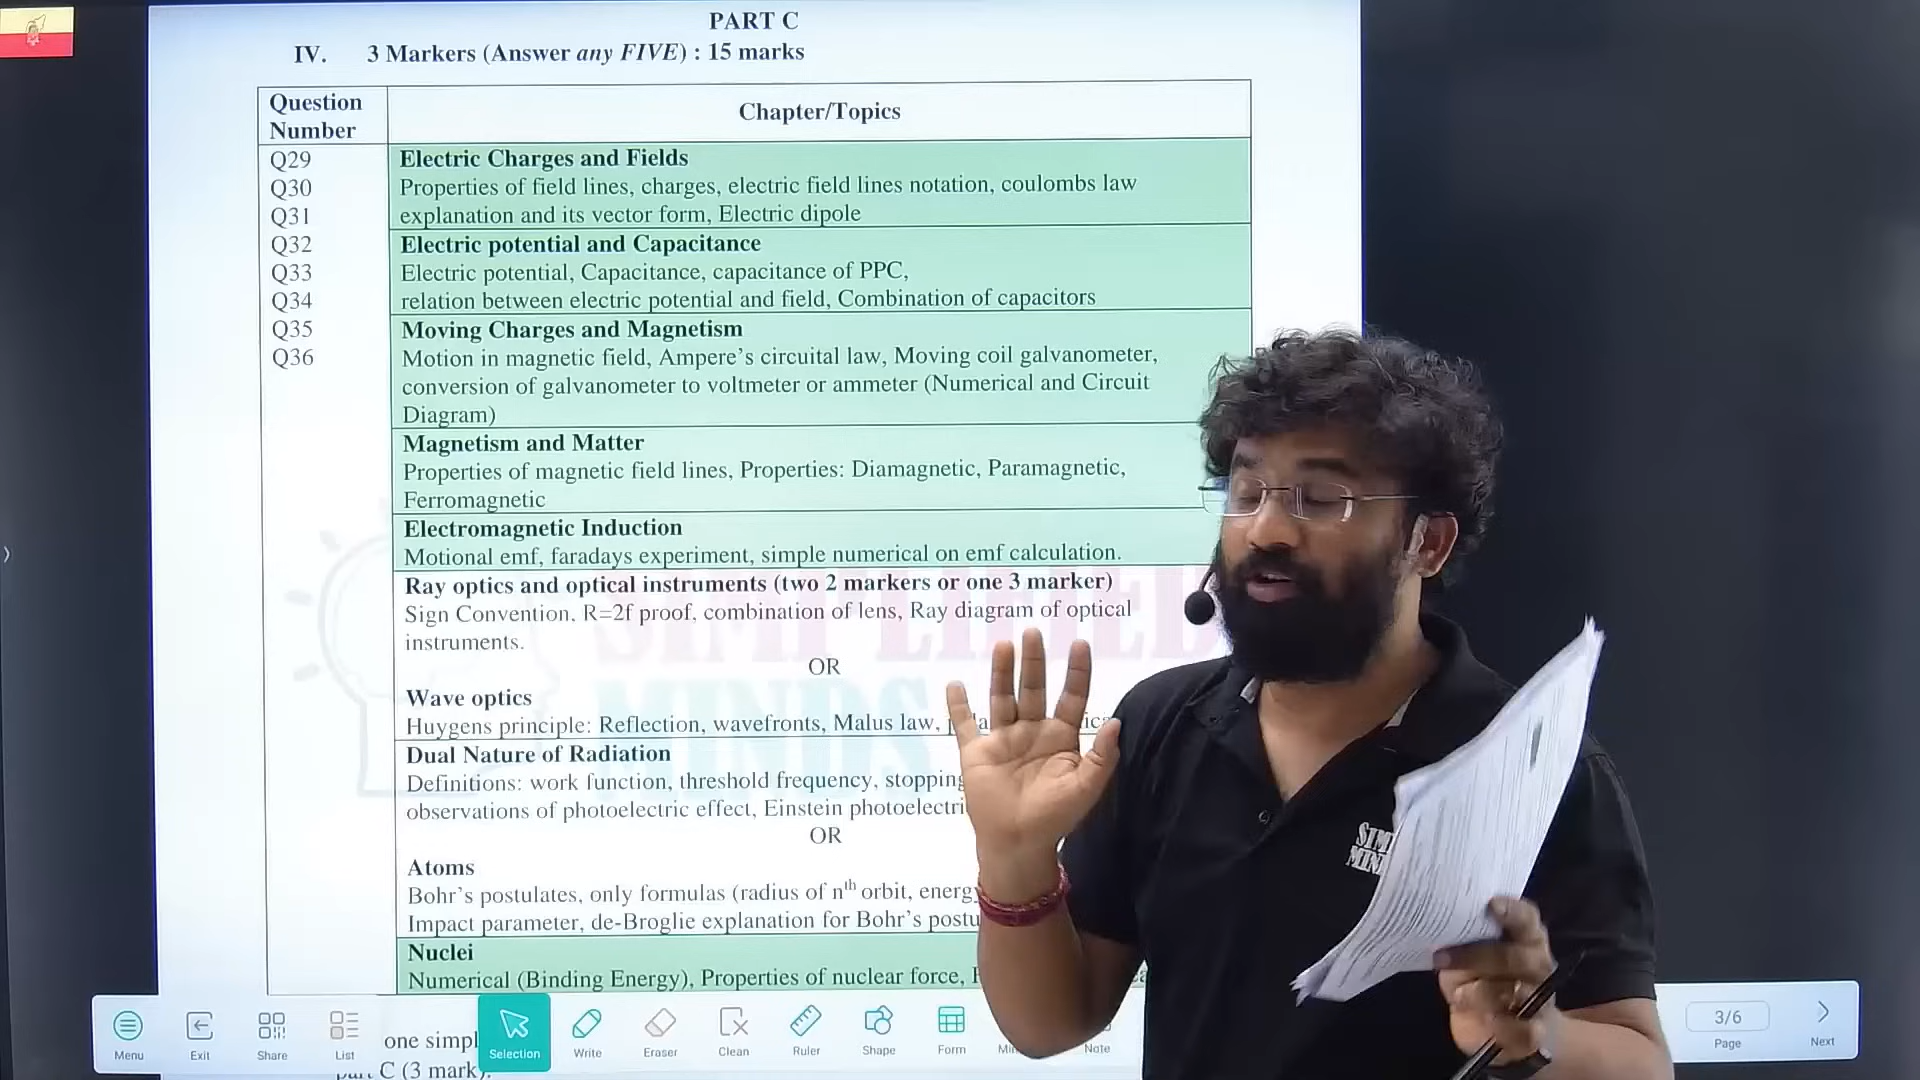 PART C
IV. 3 Markers (Answer any FIVE) : 15 marks
Question Number
Chapter/Topics
Q29
Q30
Q31
Q32
Q33
Q34
Q35
Q36
Electric Charges and Fields
Properties of field lines, charges, electric field lines notation, coulombs law
explanation and its vector form, Electric dipole
Electric potential and Capacitance
Electric potential, Capacitance, capacitance of PPC,
relation between electric potential and field, Combination of capacitors
Moving Charges and Magnetism
Motion in magnetic field, Ampere's circuital law, Moving coil galvanometer,
conversion of galvanometer to voltmeter or ammeter (Numerical and Circuit
Diagram)
Magnetism and Matter
Properties of magnetic field lines, Properties: Diamagnetic, Paramagnetic,
Ferromagnetic
Electromagnetic Induction
Motional emf, faradays experiment, simple numerical on emf calculation.
Ray optics and optical instruments (two 2 markers or one 3 marker)
Sign Convention, R=2f proof, combination of lens, Ray diagram of optical
instruments.
OR
Wave optics
Huygens principle: Reflection, wavefronts, Malus law,
Dual Nature of Radiation
Definitions: work function, threshold frequency, stopping
observations of photoelectric effect, Einstein
OR
Atoms
Bohr's postulates, only formulas (radius of nth orbit,
Impact parameter, de-Broglie explanation for Bohr's
Nuclei
Numerical (Binding Energy), Properties of nuclear force,
one
C (3 mark).
SIMPLIFIED
MINDS
Menu
Exit
Share
List
Selection
Write
Eraser
Clean
Ruler
Shape
Form
Note
3/6
Page
Next